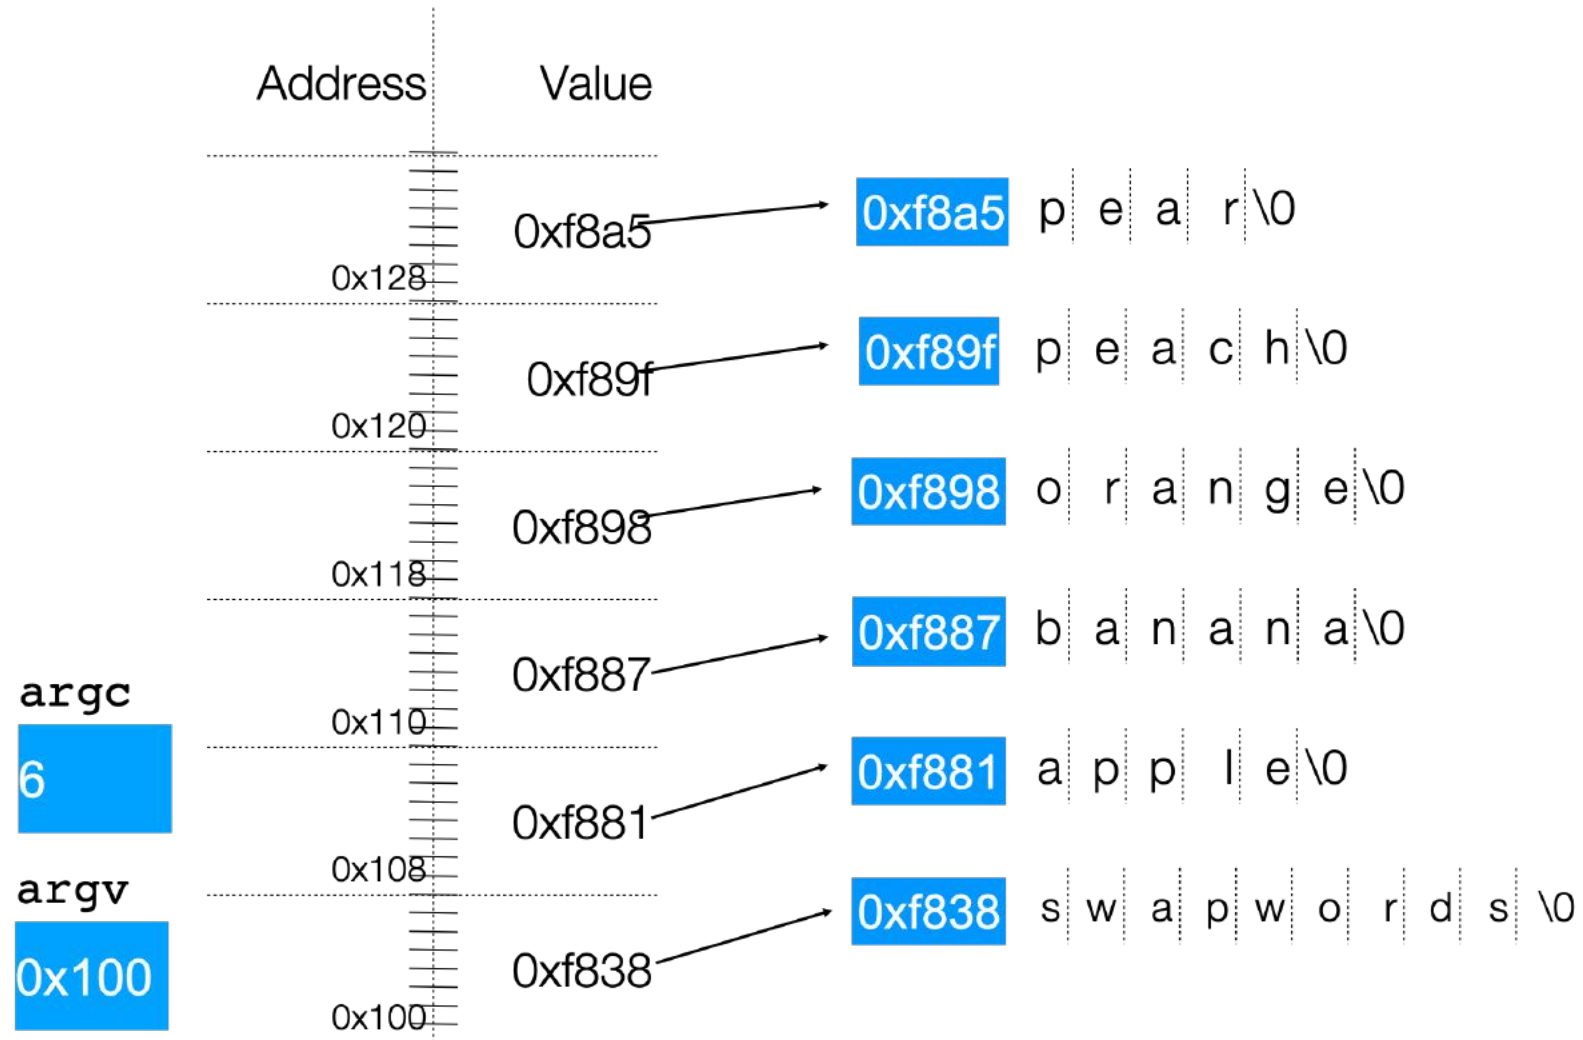 Address Value
0xf8a5 0xf8a5 p e a r \0
0x128
0xf89f 0xf89f p e a c h \0
0x120
0xf898 0xf898 o r a n g e \0
0x118
0xf887 0xf887 b a n a n a \0
0x110
argc
6
0xf881 0xf881 a p p l e \0
0x108
argv
0x100
0xf838 0xf838 s w a p w o r d s \0
0x100